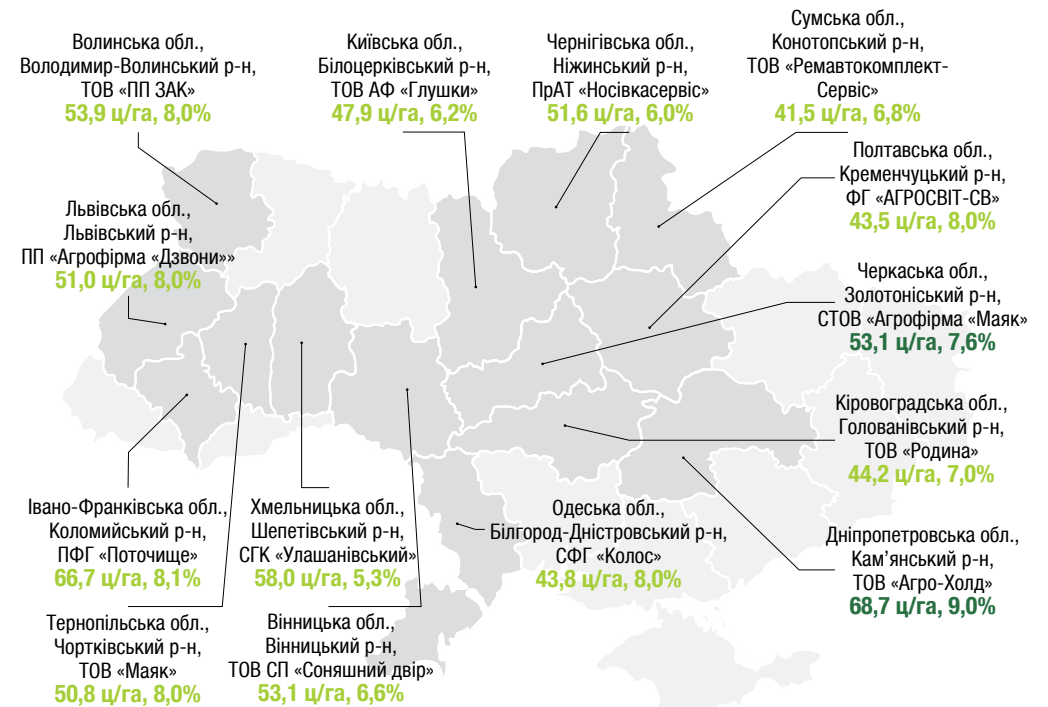 Волинська обл.,
Володимир-Волинський р-н,
ТОВ «ПП ЗАК»
53,9 ц/га, 8,0%
Київська обл.,
Білоцерківський р-н,
ТОВ АФ «Глушки»
47,9 ц/га, 6,2%
Чернігівська обл.,
Ніжинський р-н,
ПрАТ «Носівкасервіс»
51,6 ц/га, 6,0%
Сумська обл.,
Конотопський р-н,
ТОВ «Ремавтокомплект-
Сервіс»
41,5 ц/га, 6,8%
Полтавська обл.,
Кременчуцький р-н,
ФГ «АГРОСВІТ-СВ»
43,5 ц/га, 8,0%
Львівська обл.,
Львівський р-н,
ПП «Агрофірма «Дзвони»»
51,0 ц/га, 8,0%
Черкаська обл.,
Золотоніський р-н,
СТОВ «Агрофірма «Маяк»
53,1 ц/га, 7,6%
Кіровоградська обл.,
Голованівський р-н,
ТОВ «Родина»
44,2 ц/га, 7,0%
Івано-Франківська обл.,
Коломийський р-н,
ПФГ «Поточище»
66,7 ц/га, 8,1%
Хмельницька обл.,
Шепетівський р-н,
СГК «Улашанівський»
58,0 ц/га, 5,3%
Одеська обл.,
Білгород-Дністровський р-н,
СФГ «Колос»
43,8 ц/га, 8,0%
Дніпропетровська обл.,
Кам’янський р-н,
ТОВ «Агро-Холд»
68,7 ц/га, 9,0%
Тернопільська обл.,
Чортківський р-н,
ТОВ «Маяк»
50,8 ц/га, 8,0%
Вінницька обл.,
Вінницький р-н,
ТОВ СП «Соняшний двір»
53,1 ц/га, 6,6%